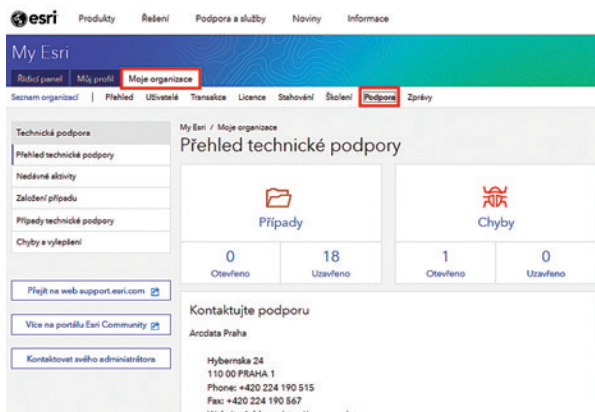 esri Produkty Řešení Podpora a služby Noviny Informace
My Esri
Řídicí panel Můj profil Moje organizace
Seznam organizací | Přehled Uživatelé Transakce Licence Stahování Školení Podpora Zprávy
Technická podpora
Přehled technické podpory
Nedávné aktivity
Založení případu
Případy technické podpory
Chyby a vylepšení
Přejít na web support.esri.com
Více na portálu Esri Community
Kontaktovat svého administrátora
My Esri / Moje organizace
Přehled technické podpory
Případy
0 18
Otevřeno Uzavřeno
Chyby
1 0
Otevřeno Uzavřeno
Kontaktujte podporu
Arcdata Praha
Hybernska 24
110 00 PRAHA 1
Phone: +420 224 190 515
Fax: +420 224 190 567